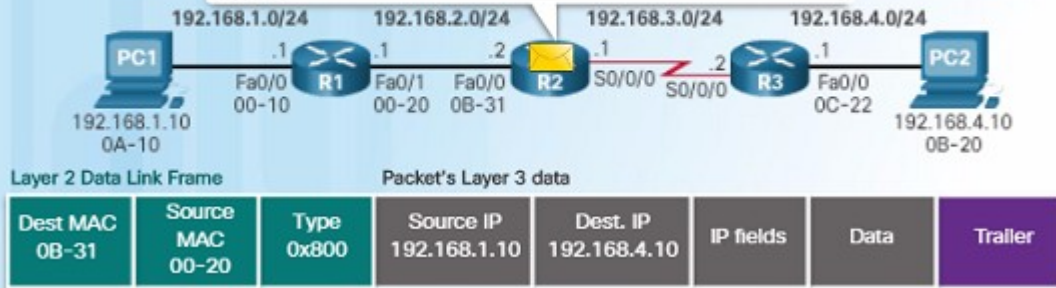 192.168.1.0/24 192.168.2.0/24 192.168.3.0/24 192.168.4.0/24
PC1 .1 R1 .1 .2 R2 .1 .2 R3 .1 PC2
Fa0/0 Fa0/1 Fa0/0 S0/0/0 S0/0/0 Fa0/0
00-10 00-20 0B-31 0C-22
192.168.1.10 192.168.4.10
0A-10 0B-20
Layer 2 Data Link Frame Packet's Layer 3 data
Dest MAC
0B-31
Source
MAC
00-20
Type
0x800
Source IP
192.168.1.10
Dest. IP
192.168.4.10
IP fields
Data
Trailer